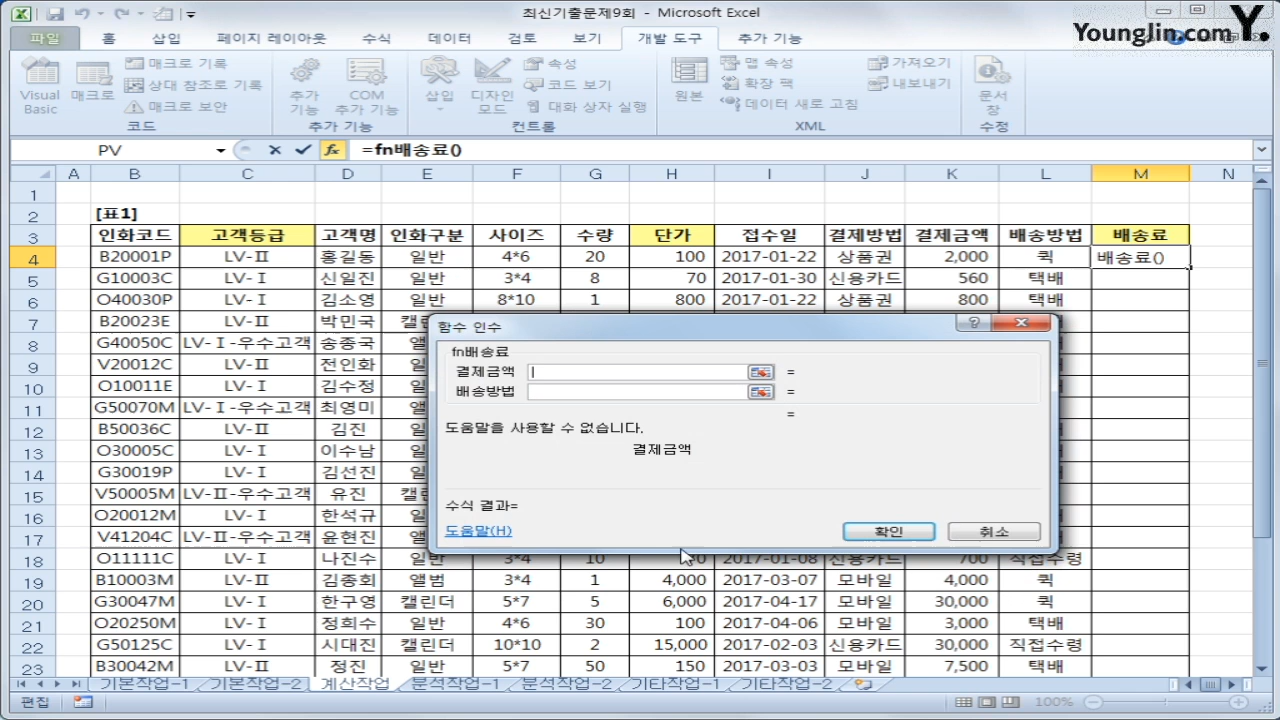 최신기출문제9회 - Microsoft Excel
Y.
Younglin.com
파일 홈 삽입 페이지 레이아웃 수식 데이터 검토 보기 개발 도구 추가 기능
Visual Basic
매크로
매크로 기록
상대 참조로 기록
매크로 보안
코드
추가 기능
COM 추가 기능
추가 기능
삽입
디자인 모드
속성
코드 보기
대화 상자 실행
컨트롤
원본
맵 속성
확장 팩
데이터 새로 고침
가져오기
내보내기
XML
문서 창
수정
PV fx =fn배송료()
A B C D E F G H I J K L M N
1
2 [표1]
3 인화코드 고객등급 고객명 인화구분 사이즈 수량 단가 접수일 결제방법 결제금액 배송방법 배송료
4 B20001P LV-Ⅱ 홍길동 일반 4*6 20 100 2017-01-22 상품권 2,000 퀵 배송료()
5 G10003C LV-Ⅰ 신일진 일반 3*4 8 70 2017-01-30 신용카드 560 택배
6 O40030P LV-Ⅰ 김소영 일반 8*10 1 800 2017-01-22 상품권 800 택배
7 B20023E LV-Ⅱ 박민국
8 G40050C LV-Ⅰ-우수고객 송종국
9 V20012C LV-Ⅱ 전인화
10 O10011E LV-Ⅰ 김수정
11 G50070M LV-Ⅰ-우수고객 최영미
12 B50036C LV-Ⅱ 김진
13 O30005C LV-Ⅰ 이수남
14 G30019P LV-Ⅰ 김선진
15 V50005M LV-Ⅱ-우수고객 유진
16 O20012M LV-Ⅰ 한석규
17 V41204C LV-Ⅱ-우수고객 윤현진
18 O11111C LV-Ⅰ 나진수 일반 3*4 10 2017-01-08 신용카드 700 직접수령
19 B10003M LV-Ⅱ 김종회 앨범 3*4 1 4,000 2017-03-07 모바일 4,000 퀵
20 G30047M LV-Ⅰ 한구영 캘린더 5*7 5 6,000 2017-04-17 모바일 30,000 퀵
21 O20250M LV-Ⅰ 정희수 일반 4*6 30 100 2017-04-06 모바일 3,000 택배
22 G50125C LV-Ⅰ 시대진 캘린더 10*10 2 15,000 2017-02-03 신용카드 30,000 직접수령
23 B30042M LV-Ⅱ 정진 일반 5*7 50 150 2017-03-03 모바일 7,500 택배
함수 인수
fn배송료
결제금액 =
배송방법 =
=
도움말을 사용할 수 없습니다.
결제금액
수식 결과=
도움말(H)
확인 취소
기본작업-1 기본작업-2 계산작업 분석작업-1 분석작업-2 기타작업-1 기타작업-2
편집 100%